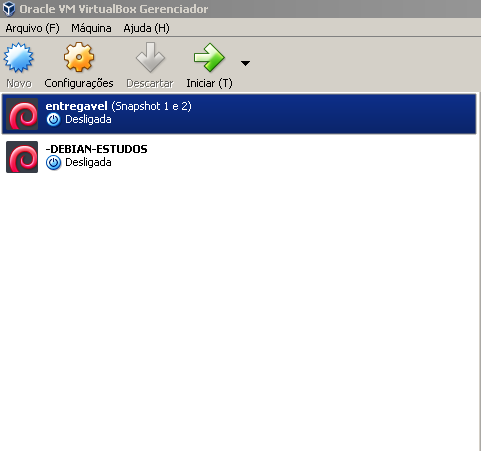 Oracle VM VirtualBox Gerenciador
Arquivo (F) Máquina Ajuda (H)
Novo Configurações Descartar Iniciar (T)
entregavel (Snapshot 1 e 2)
Desligada
-DEBIAN-ESTUDOS
Desligada